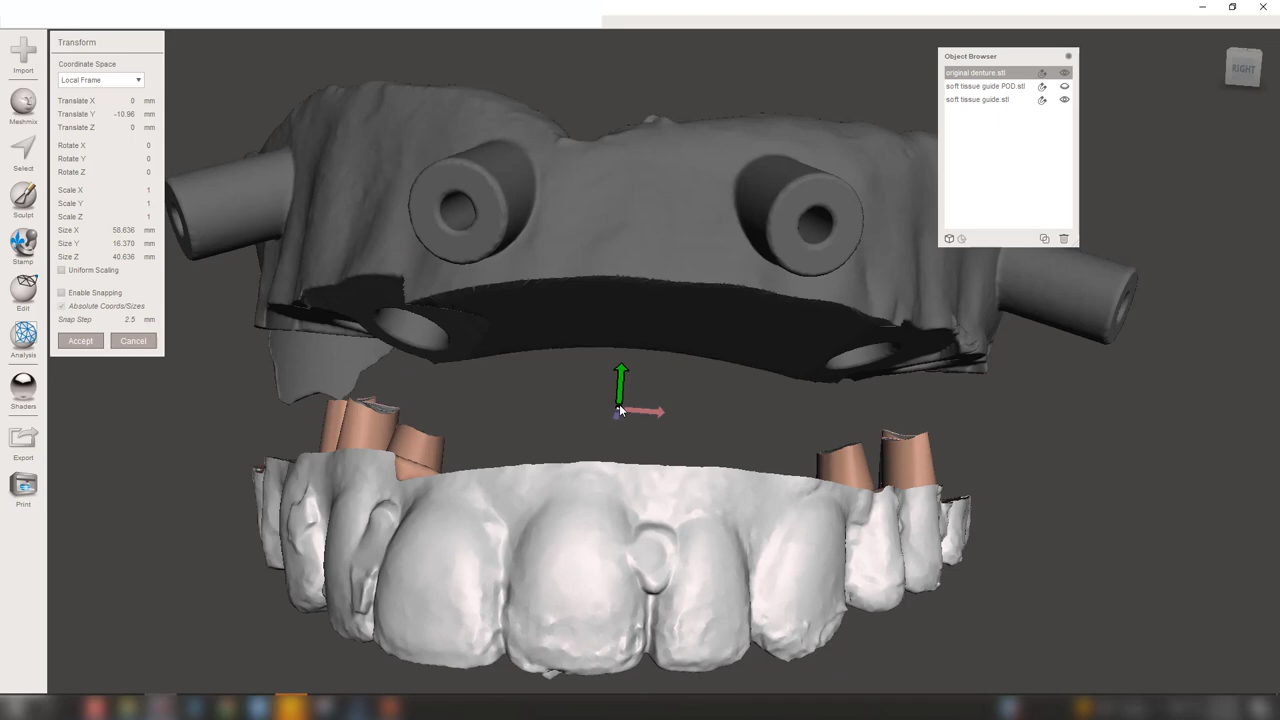 Import
Meshmix
Select
Sculpt
Stamp
Edit
Analysis
Shaders
Export
Print
Transform
Coordinate Space
Local Frame
Translate X 0 mm
Translate Y -10.96 mm
Translate Z 0 mm
Rotate X 0
Rotate Y 0
Rotate Z 0
Scale X 1
Scale Y 1
Scale Z 1
Size X 58.636 mm
Size Y 16.370 mm
Size Z 40.636 mm
Uniform Scaling
Enable Snapping
Absolute Coords/Sizes
Snap Step 2.5 mm
Accept Cancel
Object Browser
original denture.stl
soft tissue guide POD.stl
soft tissue guide.stl
RIGHT